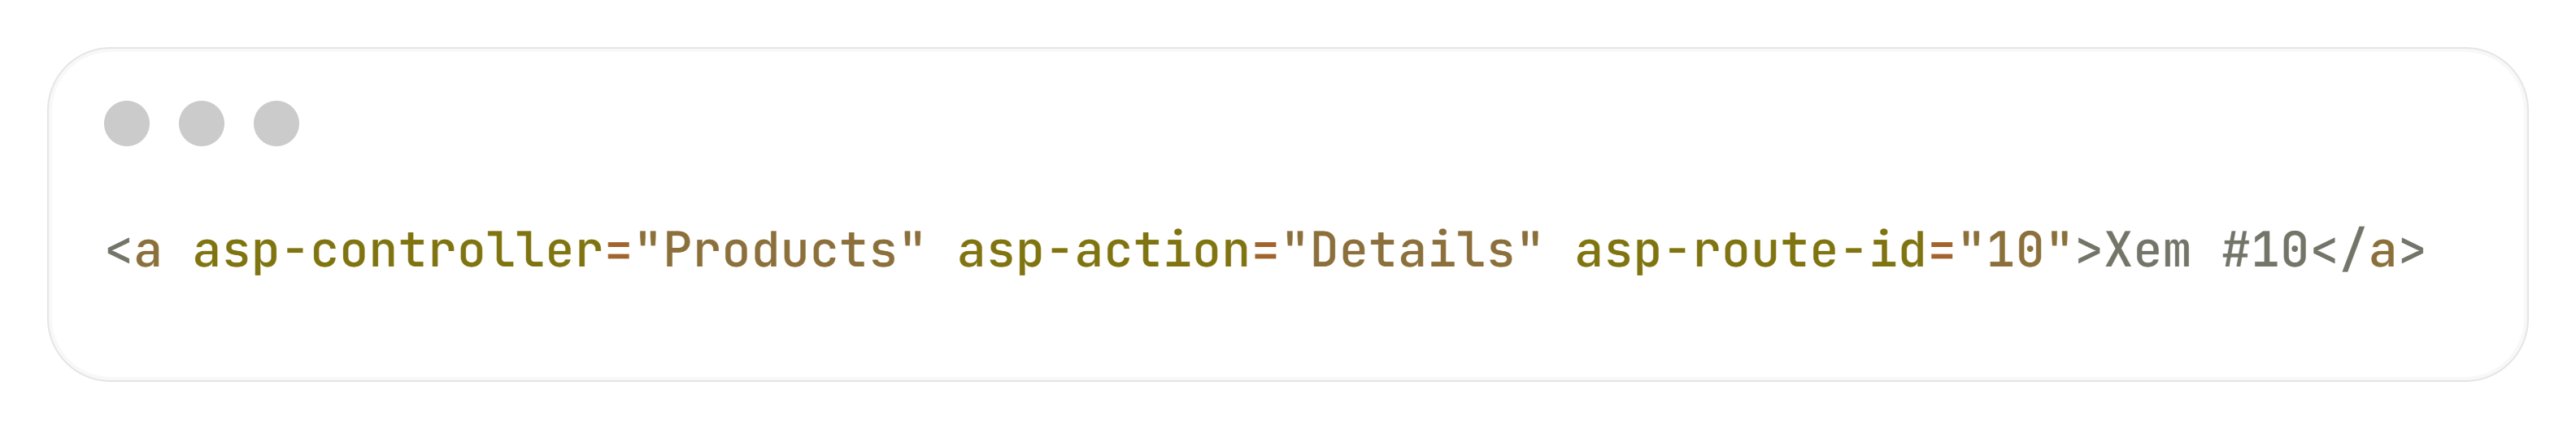 <a asp-controller="Products" asp-action="Details" asp-route-id="10">Xem #10</a>